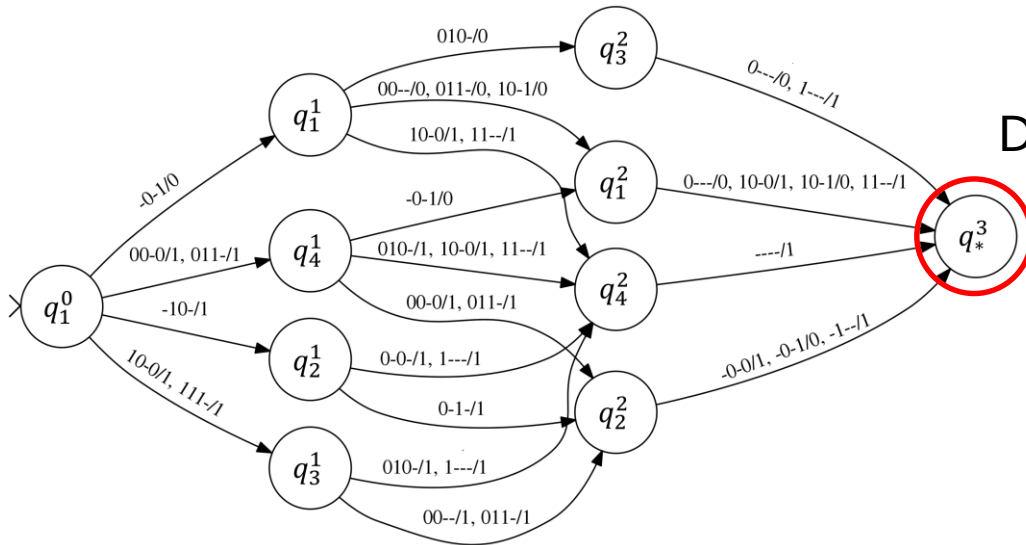 010-/0
q_3^2
0---/0, 1---/1
00--/0, 011-/0, 10-1/0
q_1^1
D
10-0/1, 11--/1
q_1^2
-0-1/0
0---/0, 10-0/1, 10-1/0, 11--/1
-0-1/0
q_*^3
q_4^1
010-/1, 10-0/1, 11--/1
00-0/1, 011-/1
----/1
q_4^2
q_1^0
-10-/1
00-0/1, 011-/1
-0-0/1, -0-1/0, -1--/1
q_2^1
0-0-/1, 1---/1
10-0/1, 111-/1
0-1-/1
q_2^2
q_3^1
010-/1, 1---/1
00--/1, 011-/1